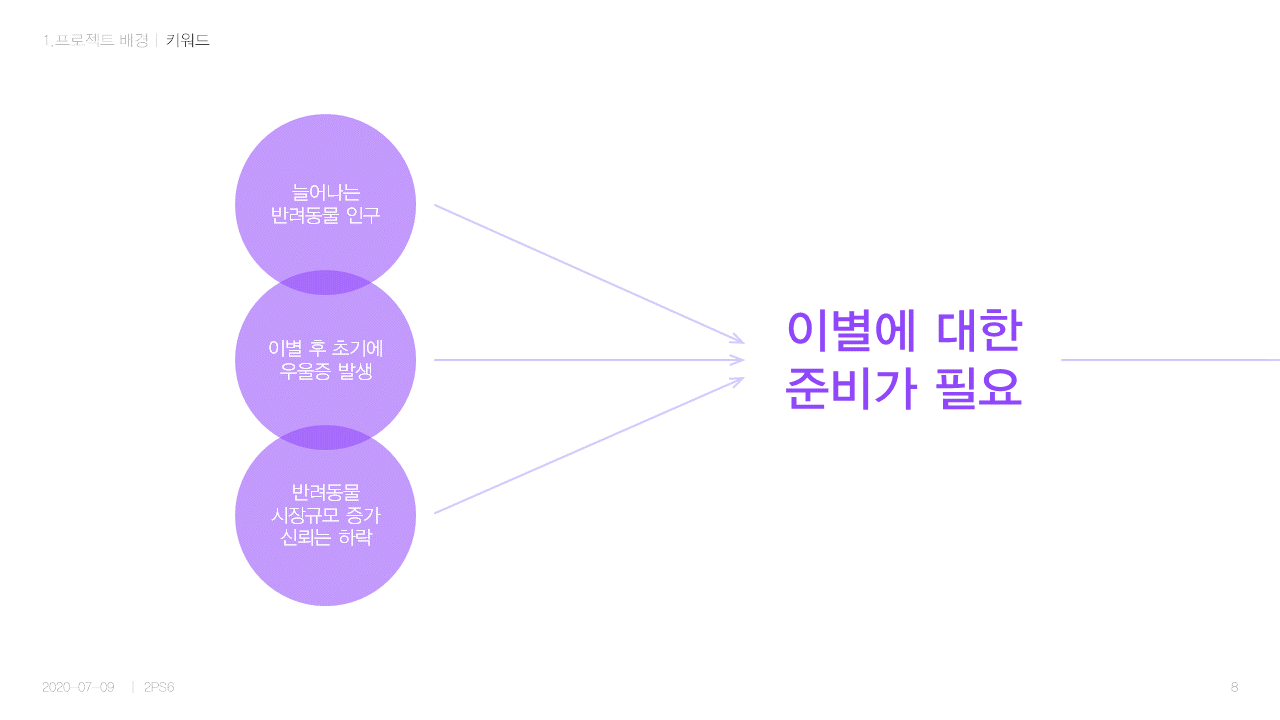 1.프로젝트 배경 | 키워드
늘어나는
반려동물 인구
이별 후 초기에
우울증 발생
반려동물
시장규모 증가
신뢰는 하락
이별에 대한
준비가 필요
2020-07-09 | 2PS6
8